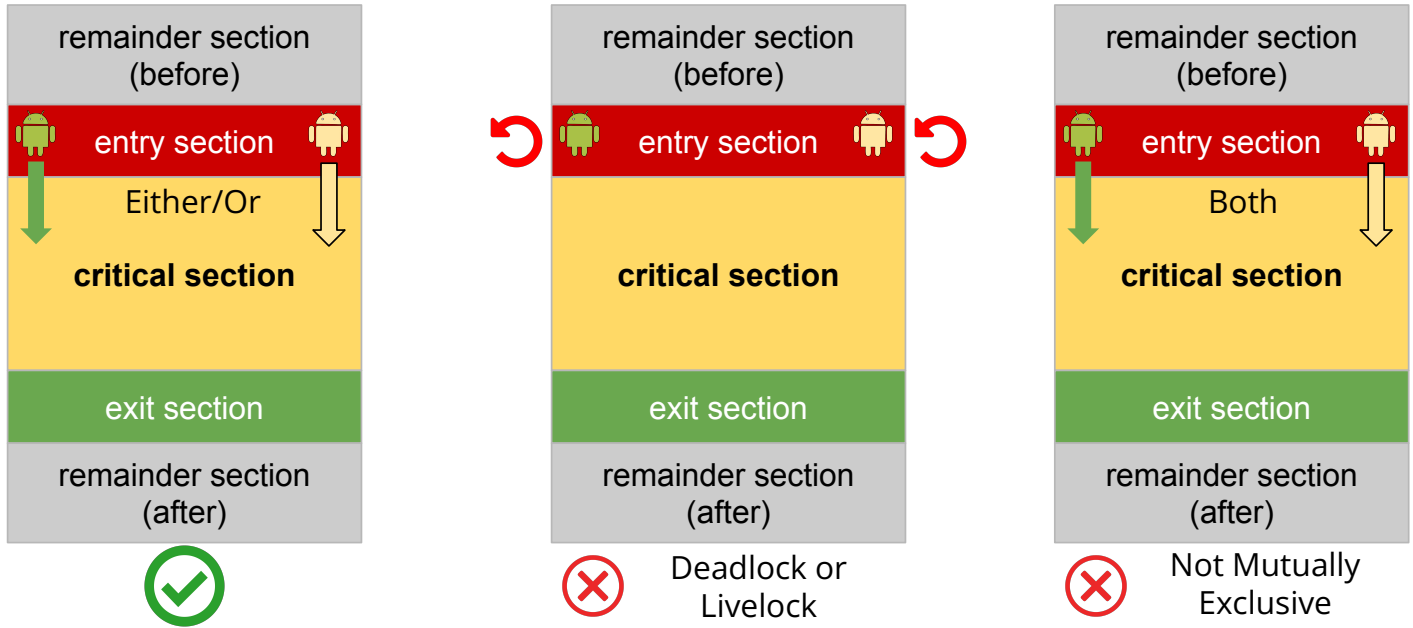 remainder section
(before)
entry section
Either/Or
critical section
exit section
remainder section
(after)
remainder section
(before)
entry section
critical section
exit section
remainder section
(after)
Deadlock or
Livelock
remainder section
(before)
entry section
Both
critical section
exit section
remainder section
(after)
Not Mutually
Exclusive